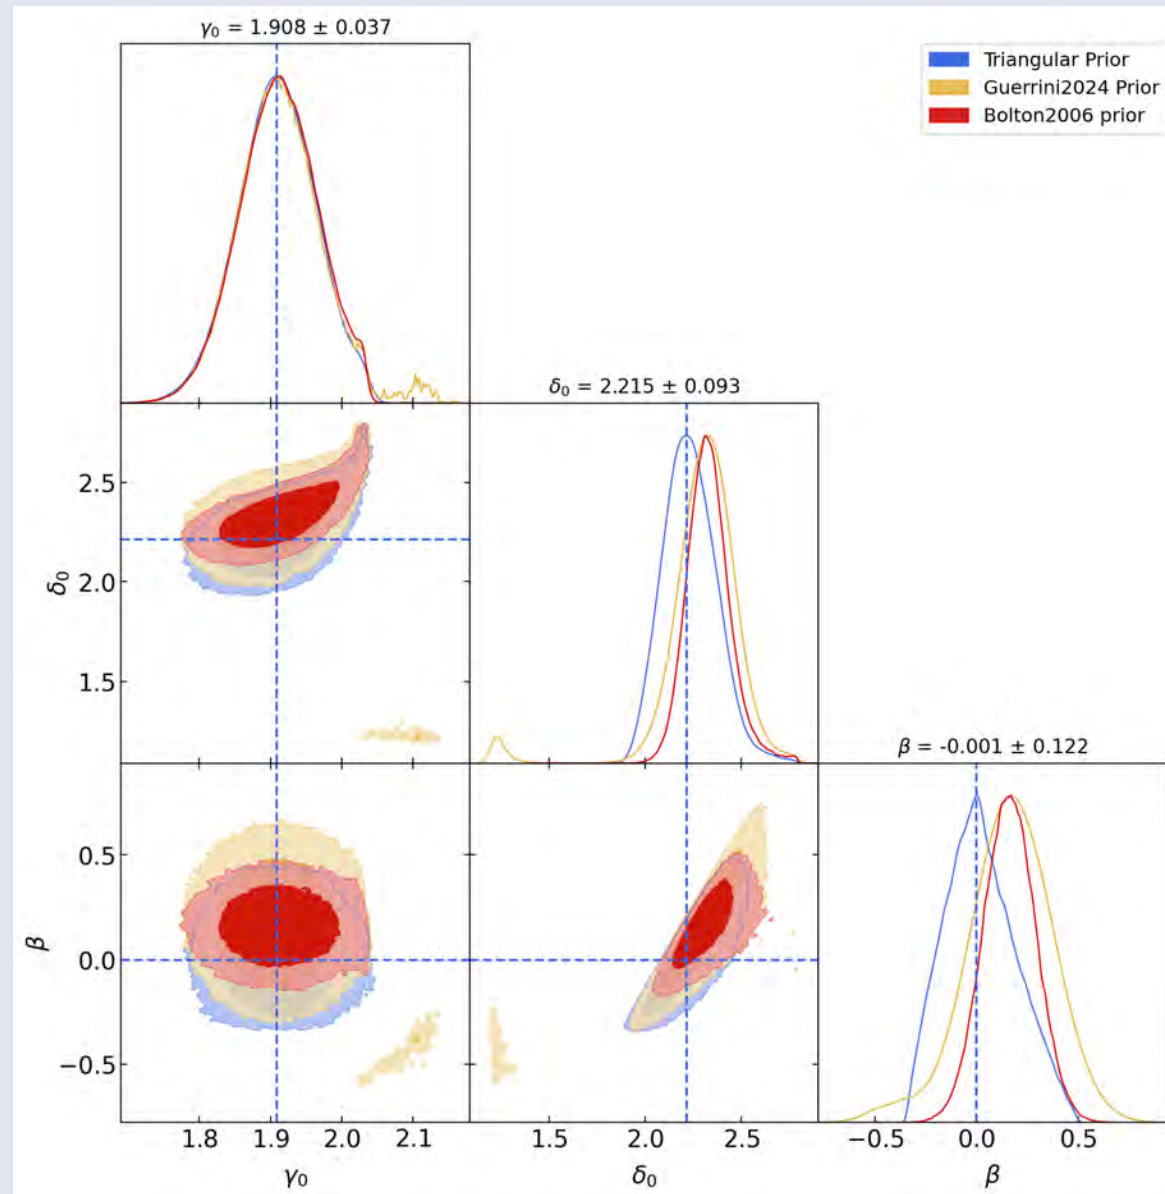 γ₀ = 1.908 ± 0.037
Triangular Prior
Guerrini2024 Prior
Bolton2006 prior
δ₀ = 2.215 ± 0.093
2.5
2.0
1.5
δ₀
β = -0.001 ± 0.122
0.5
0.0
−0.5
β
1.8 1.9 2.0 2.1
1.5 2.0 2.5
−0.5 0.0 0.5
γ₀
δ₀
β